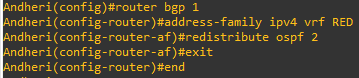 Andheri(config)#router bgp 1
Andheri(config-router)#address-family ipv4 vrf RED
Andheri(config-router-af)#redistribute ospf 2
Andheri(config-router-af)#exit
Andheri(config-router)#end